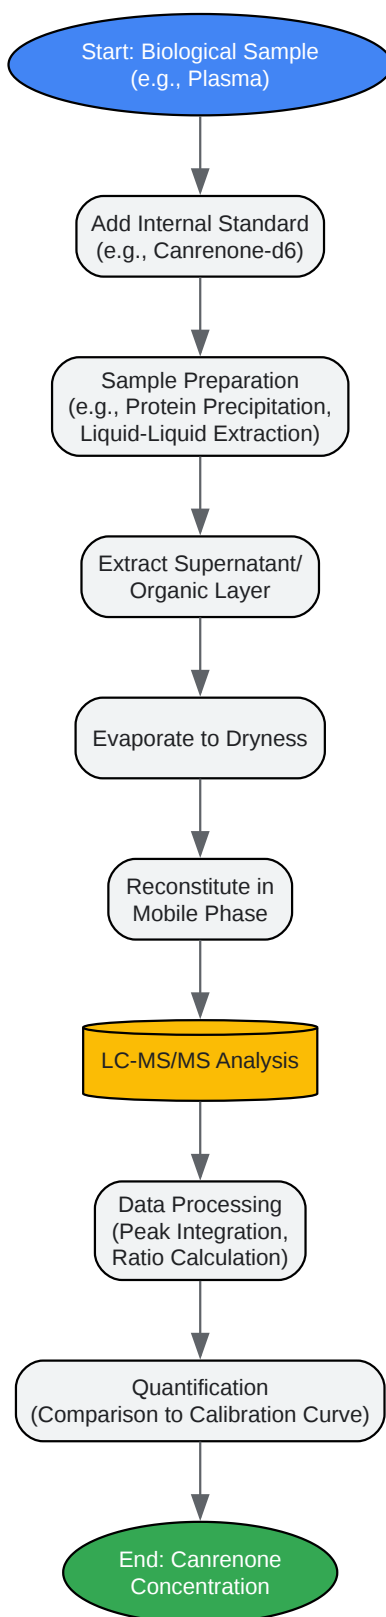 Start: Biological Sample
(e.g., Plasma)
Add Internal Standard
(e.g., Canrenone-d6)
Sample Preparation
(e.g., Protein Precipitation,
Liquid-Liquid Extraction)
Extract Supernatant/
Organic Layer
Evaporate to Dryness
Reconstitute in
Mobile Phase
LC-MS/MS Analysis
Data Processing
(Peak Integration,
Ratio Calculation)
Quantification
(Comparison to Calibration Curve)
End: Canrenone
Concentration